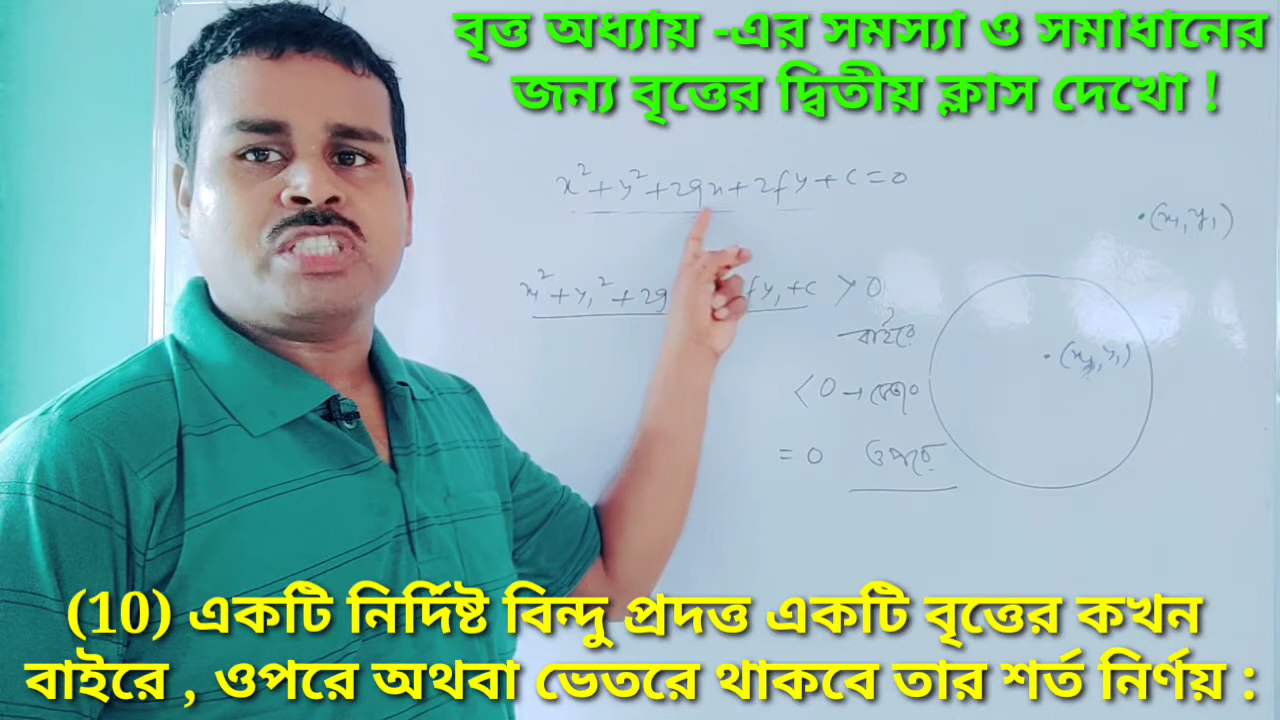 বৃত্ত অধ্যায় -এর সমস্যা ও সমাধানের
জন্য বৃত্তের দ্বিতীয় ক্লাস দেখো !
x² + y² + 2gx + 2fy + c = 0
• (x₁, y₁)
x₁² + y₁² + 2g fy₁ + c > 0
বাইরে
• (x₁, y₁)
< 0 →
= 0 ওপরে
(10) একটি নির্দিষ্ট বিন্দু প্রদত্ত একটি বৃত্তের কখন
বাইরে , ওপরে অথবা ভেতরে থাকবে তার শর্ত নির্ণয় :